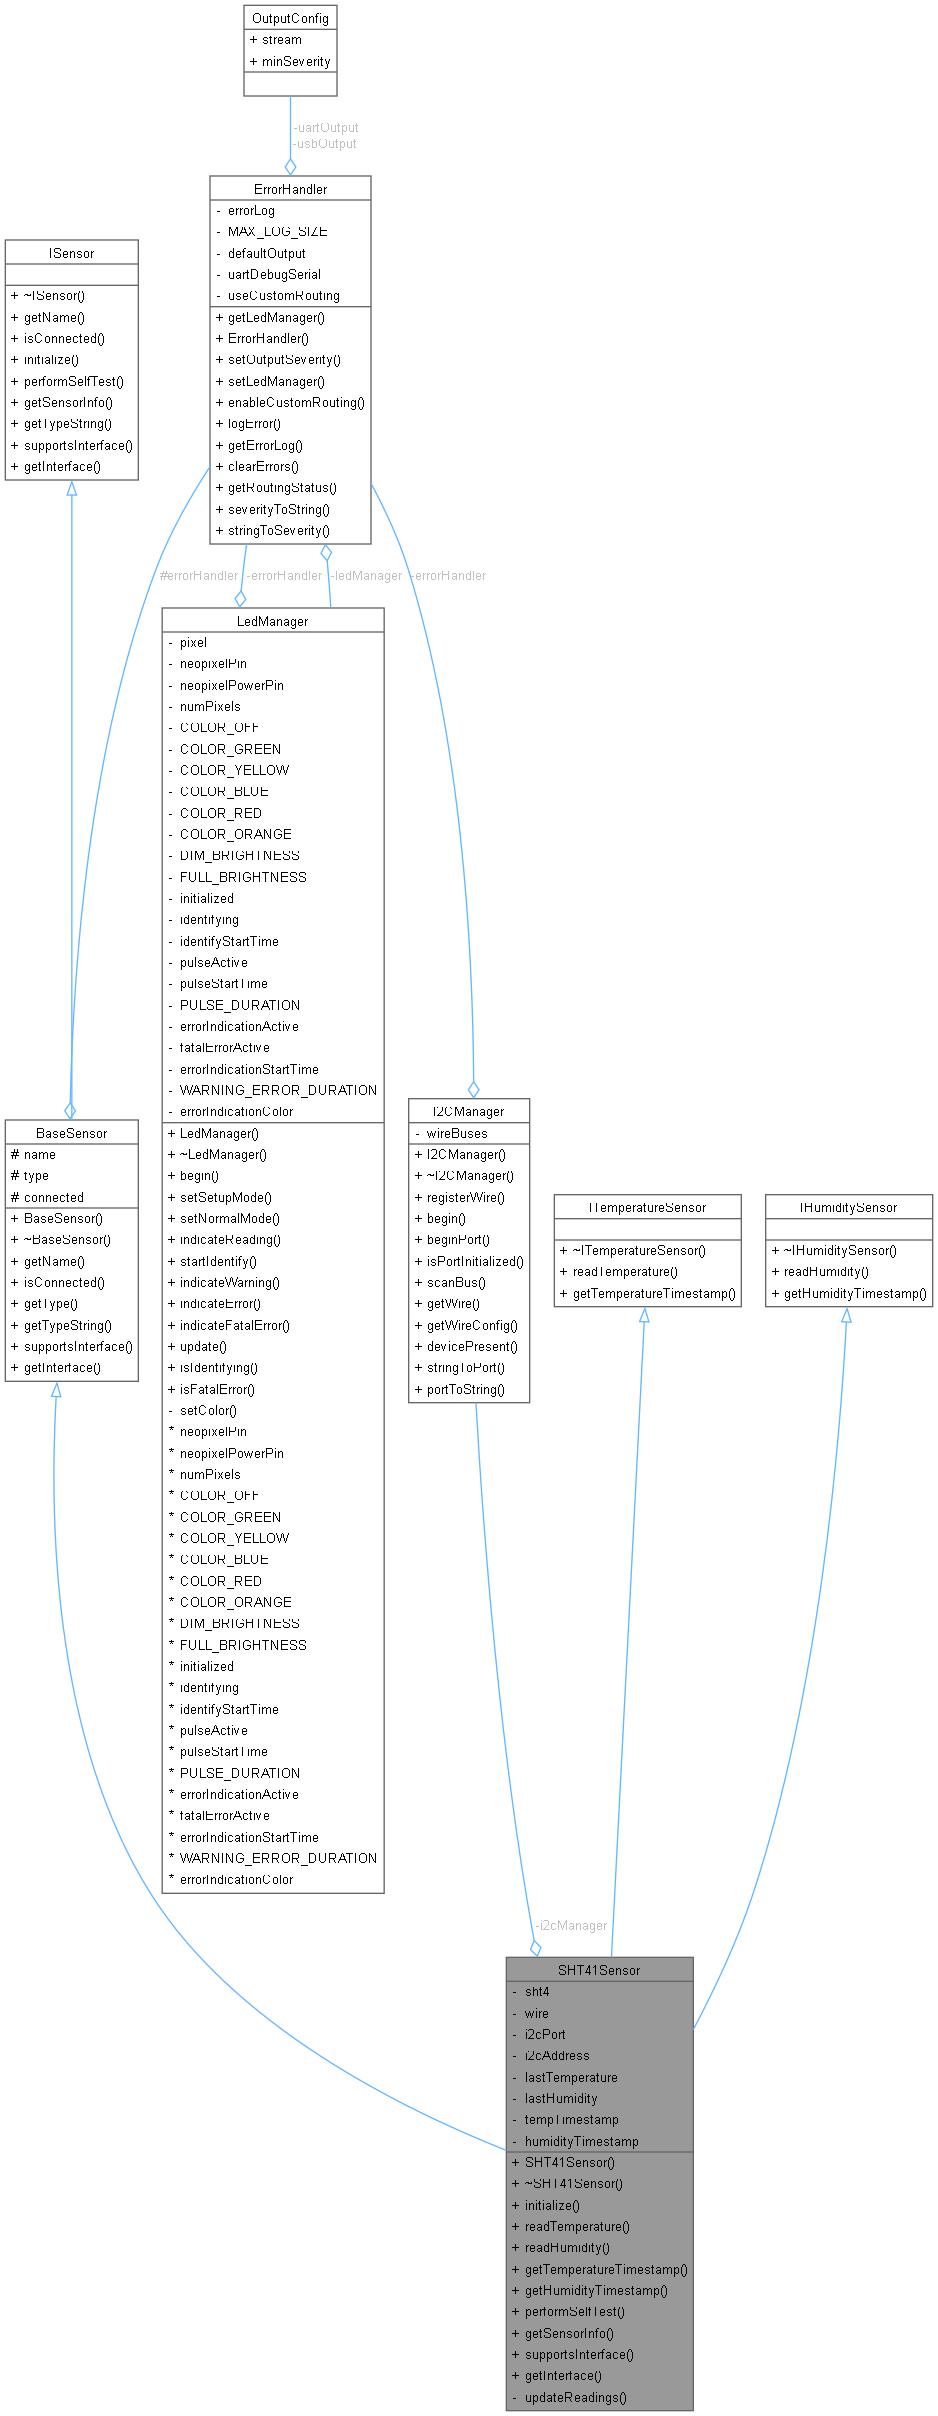 OutputConfig
+ stream
+ minSeverity
-uartOutput
-usbOutput
ErrorHandler
- errorLog
- MAX_LOG_SIZE
- defaultOutput
- uartDebugSerial
- useCustomRouting
+ getLedManager()
+ ErrorHandler()
+ setOutputSeverity()
+ setLedManager()
+ enableCustomRouting()
+ logError()
+ getErrorLog()
+ clearErrors()
+ getRoutingStatus()
+ severityToString()
+ stringToSeverity()
ISensor
+ ~ISensor()
+ getName()
+ isConnected()
+ initialize()
+ performSelfTest()
+ getSensorInfo()
+ getTypeString()
+ supportsInterface()
+ getInterface()
#errorHandler
-errorHandler
-ledManager
-errorHandler
LedManager
- pixel
- neopixelPin
- neopixelPowerPin
- numPixels
- COLOR_OFF
- COLOR_GREEN
- COLOR_YELLOW
- COLOR_BLUE
- COLOR_RED
- COLOR_ORANGE
- DIM_BRIGHTNESS
- FULL_BRIGHTNESS
- initialized
- identifying
- identifyStartTime
- pulseActive
- pulseStartTime
- PULSE_DURATION
- errorIndicationActive
- fatalErrorActive
- errorIndicationStartTime
- WARNING_ERROR_DURATION
- errorIndicationColor
+ LedManager()
+ ~LedManager()
+ begin()
+ setSetupMode()
+ setNormalMode()
+ indicateReading()
+ startIdentify()
+ indicateWarning()
+ indicateError()
+ indicateFatalError()
+ update()
+ isIdentifying()
+ isFatalError()
- setColor()
* neopixelPin
* neopixelPowerPin
* numPixels
* COLOR_OFF
* COLOR_GREEN
* COLOR_YELLOW
* COLOR_BLUE
* COLOR_RED
* COLOR_ORANGE
* DIM_BRIGHTNESS
* FULL_BRIGHTNESS
* initialized
* identifying
* identifyStartTime
* pulseActive
* pulseStartTime
* PULSE_DURATION
* errorIndicationActive
* fatalErrorActive
* errorIndicationStartTime
* WARNING_ERROR_DURATION
* errorIndicationColor
BaseSensor
# name
# type
# connected
+ BaseSensor()
+ ~BaseSensor()
+ getName()
+ isConnected()
+ getType()
+ getTypeString()
+ supportsInterface()
+ getInterface()
I2CManager
- wireBuses
+ I2CManager()
+ ~I2CManager()
+ registerWire()
+ begin()
+ beginPort()
+ isPortInitialized()
+ scanBus()
+ getWire()
+ getWireConfig()
+ devicePresent()
+ stringToPort()
+ portToString()
ITemperatureSensor
+ ~ITemperatureSensor()
+ readTemperature()
+ getTemperatureTimestamp()
IHumiditySensor
+ ~IHumiditySensor()
+ readHumidity()
+ getHumidityTimestamp()
-i2cManager
SHT41Sensor
- sht4
- wire
- i2cPort
- i2cAddress
- lastTemperature
- lastHumidity
- tempTimestamp
- humidityTimestamp
+ SHT41Sensor()
+ ~SHT41Sensor()
+ initialize()
+ readTemperature()
+ readHumidity()
+ getTemperatureTimestamp()
+ getHumidityTimestamp()
+ performSelfTest()
+ getSensorInfo()
+ supportsInterface()
+ getInterface()
- updateReadings()